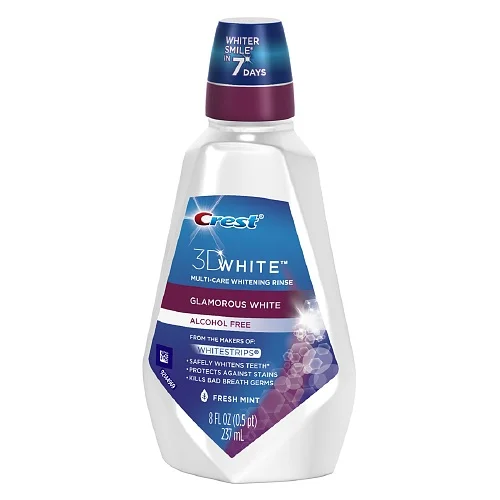 WHITER
SMILE*
IN 7
DAYS
Crest®
3DWHITE™
MULTI-CARE WHITENING RINSE
GLAMOROUS WHITE
ALCOHOL FREE
FROM THE MAKERS OF:
WHITESTRIPS®
•SAFELY WHITENS TEETH*
•PROTECTS AGAINST STAINS
•KILLS BAD BREATH GERMS
FRESH MINT
8 FL OZ (0.5 pt)
237 mL